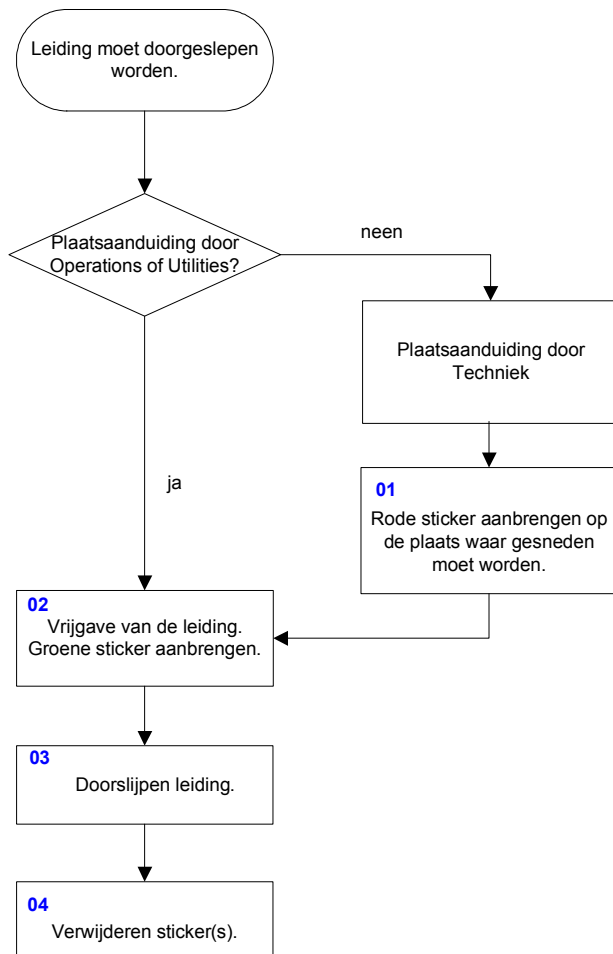 Leiding moet doorgeslepen
worden.
Plaatsaanduiding door
Operations of Utilities?
neen
Plaatsaanduiding door
Techniek
ja
01
Rode sticker aanbrengen op
de plaats waar gesneden
moet worden.
02
Vrijgave van de leiding.
Groene sticker aanbrengen.
03
Doorslijpen leiding.
04
Verwijderen sticker(s).